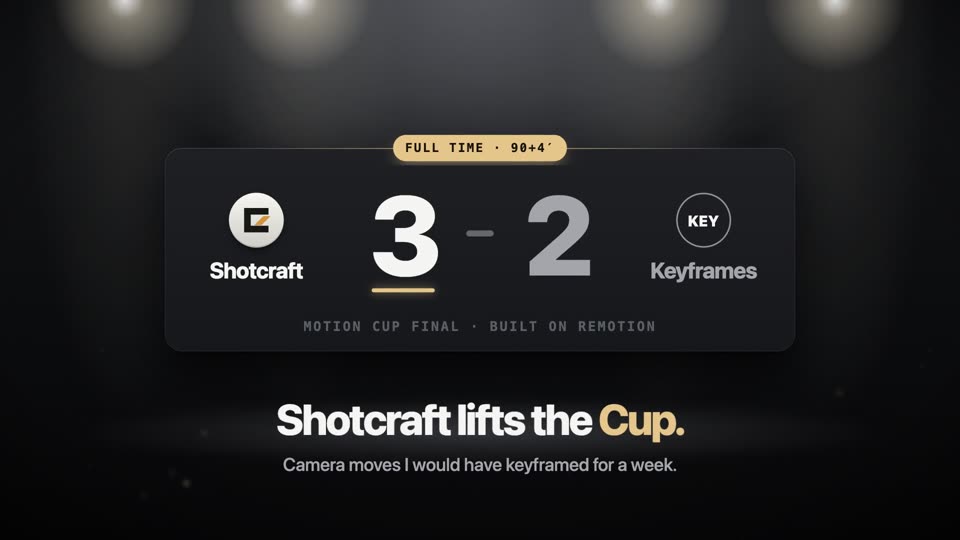 FULL TIME · 90+4′
3 – 2
KEY
Shotcraft
Keyframes
MOTION CUP FINAL · BUILT ON REMOTION
Shotcraft lifts the Cup.
Camera moves I would have keyframed for a week.